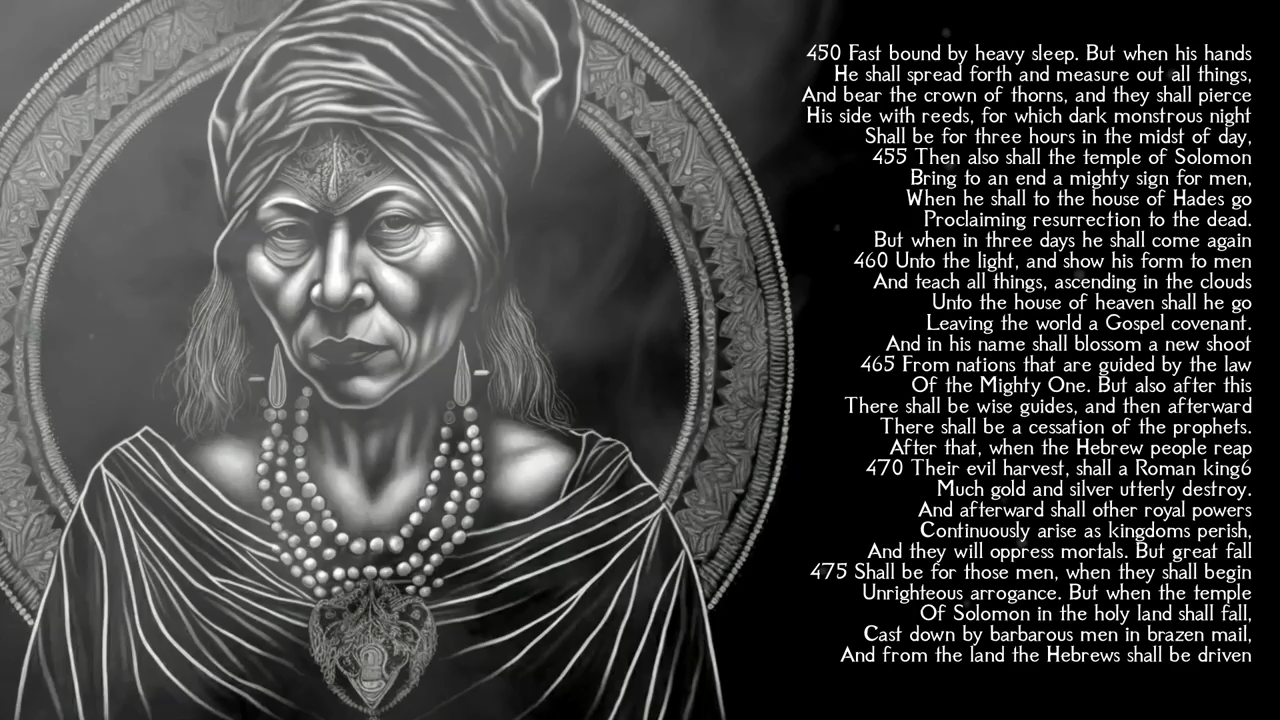 450 Fast bound by heavy sleep. But when his hands
He shall spread forth and measure out all things,
And bear the crown of thorns, and they shall pierce
His side with reeds, for which dark monstrous night
Shall be for three hours in the midst of day,
455 Then also shall the temple of Solomon
Bring to an end a mighty sign for men,
When he shall to the house of Hades go
Proclaiming resurrection to the dead.
But when in three days he shall come again
460 Unto the light, and show his form to men
And teach all things, ascending in the clouds
Unto the house of heaven shall he go
Leaving the world a Gospel covenant.
And in his name shall blossom a new shoot
465 From nations that are guided by the law
Of the Mighty One. But also after this
There shall be wise guides, and then afterward
There shall be a cessation of the prophets.
After that, when the Hebrew people reap
470 Their evil harvest, shall a Roman king6
Much gold and silver utterly destroy.
And afterward shall other royal powers
Continuously arise as kingdoms perish,
And they will oppress mortals. But great fall
475 Shall be for those men, when they shall begin
Unrighteous arrogance. But when the temple
Of Solomon in the holy land shall fall,
Cast down by barbarous men in brazen mail,
And from the land the Hebrews shall be driven